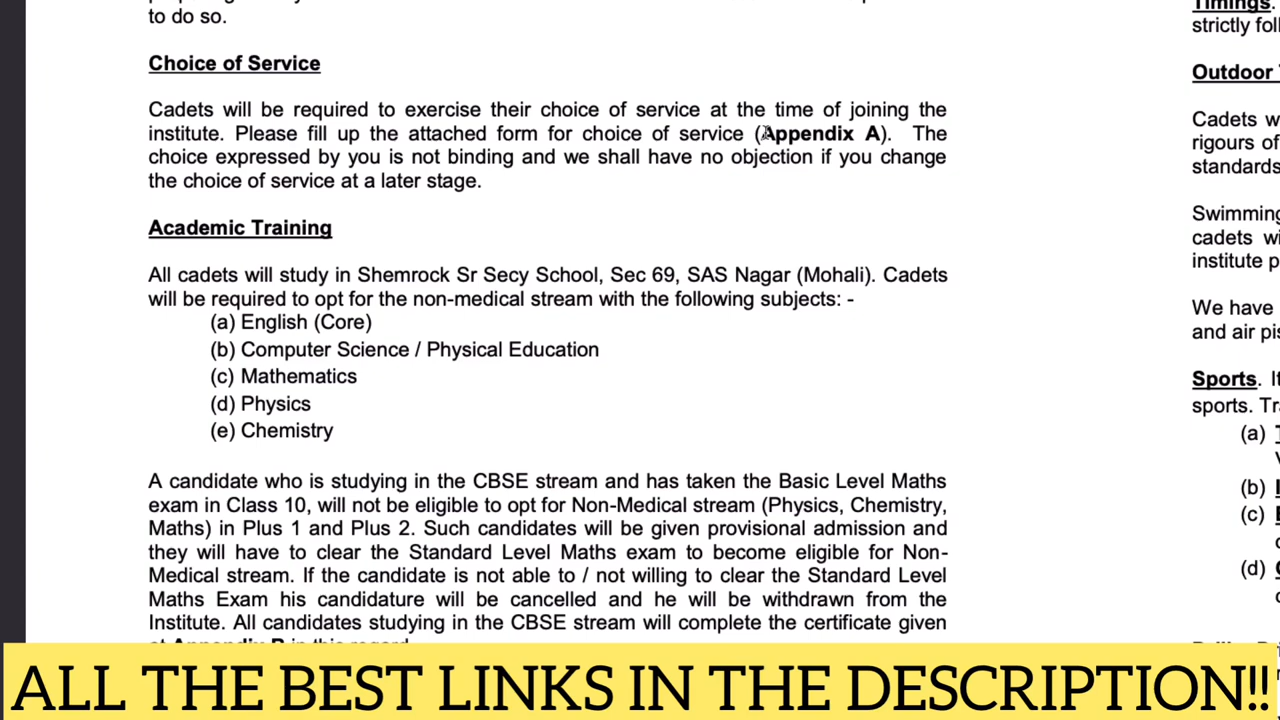 to do so.
Choice of Service
Cadets will be required to exercise their choice of service at the time of joining the
institute. Please fill up the attached form for choice of service (Appendix A). The
choice expressed by you is not binding and we shall have no objection if you change
the choice of service at a later stage.
Academic Training
All cadets will study in Shemrock Sr Secy School, Sec 69, SAS Nagar (Mohali). Cadets
will be required to opt for the non-medical stream with the following subjects: -
(a) English (Core)
(b) Computer Science / Physical Education
(c) Mathematics
(d) Physics
(e) Chemistry
A candidate who is studying in the CBSE stream and has taken the Basic Level Maths
exam in Class 10, will not be eligible to opt for Non-Medical stream (Physics, Chemistry,
Maths) in Plus 1 and Plus 2. Such candidates will be given provisional admission and
they will have to clear the Standard Level Maths exam to become eligible for Non-
Medical stream. If the candidate is not able to / not willing to clear the Standard Level
Maths Exam his candidature will be cancelled and he will be withdrawn from the
Institute. All candidates studying in the CBSE stream will complete the certificate given
at Appendix B in this regard
Timings.
strictly foll
Outdoor
Cadets w
rigours of
standards
Swimming
cadets wi
institute p
We have
and air pis
Sports. If
sports. Tra
(a)
(b)
(c)
(d)
ALL THE BEST LINKS IN THE DESCRIPTION!!